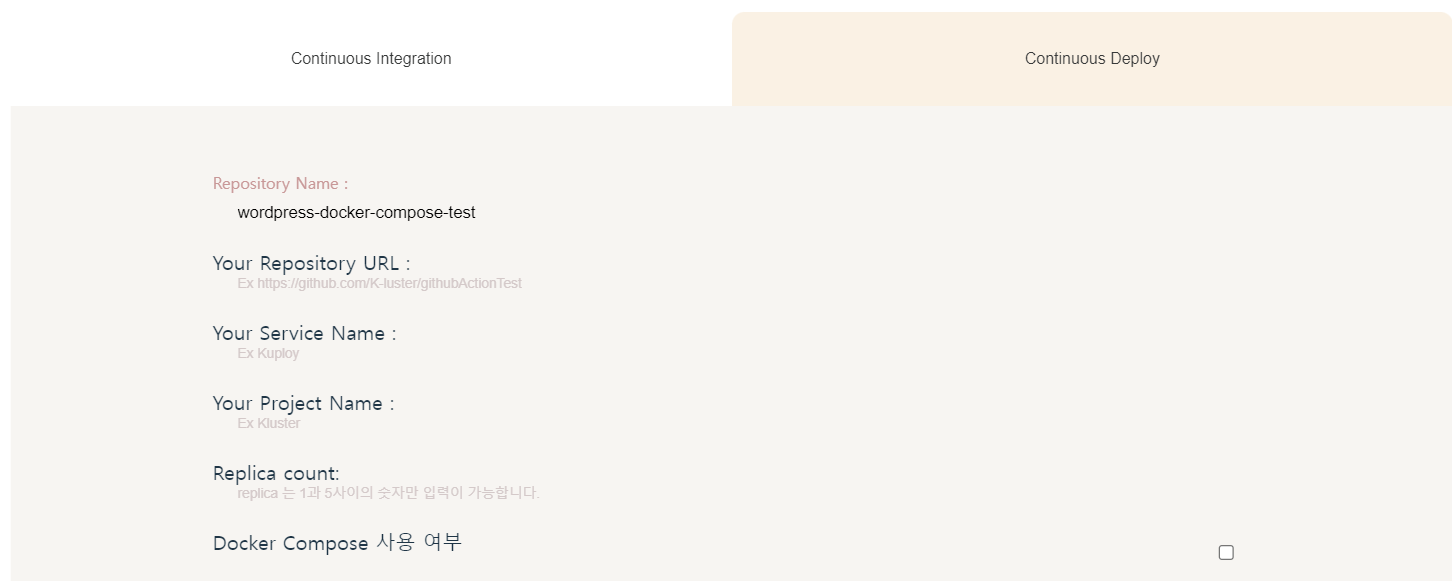 Continuous Integration
Continuous Deploy
Repository Name :
wordpress-docker-compose-test
Your Repository URL :
Ex https://github.com/K-luster/githubActionTest
Your Service Name :
Ex Kuploy
Your Project Name :
Ex Kluster
Replica count:
replica 는 1과 5사이의 숫자만 입력이 가능합니다.
Docker Compose 사용 여부